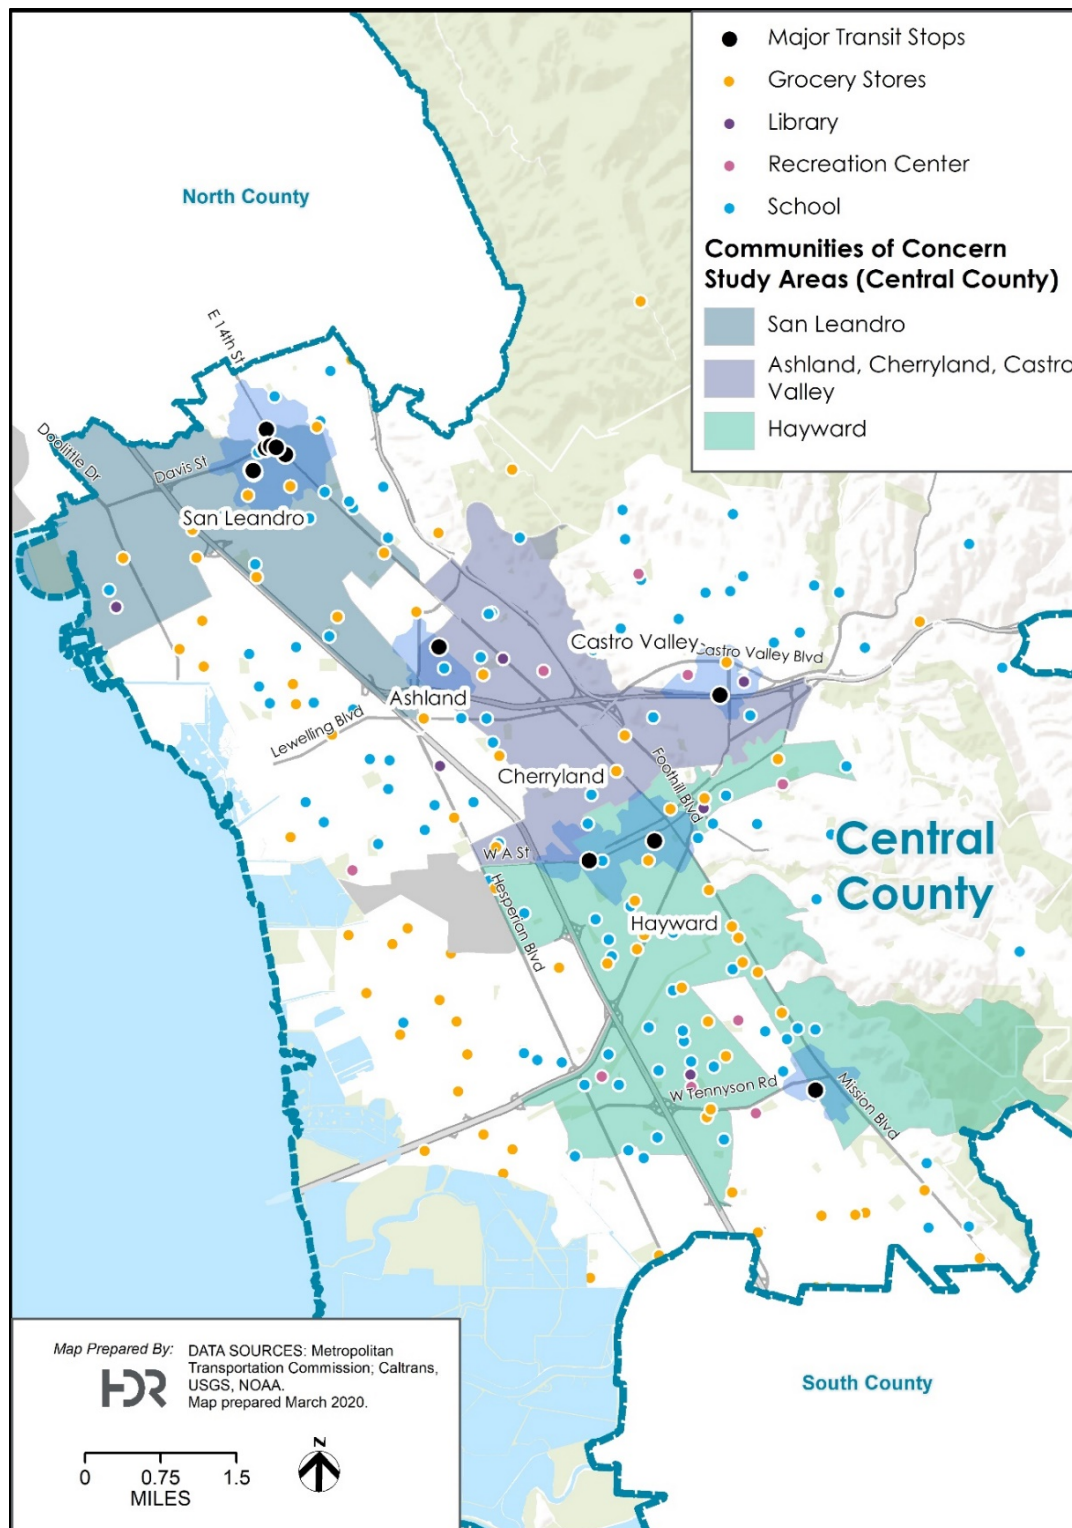 Major Transit Stops
Grocery Stores
Library
Recreation Center
School
Communities of Concern
Study Areas (Central County)
San Leandro
Ashland, Cherryland, Castro
Valley
Hayward
North County
E 14th St
Doolittle Dr
Davis St
San Leandro
Castro Valley
Castro Valley Blvd
Ashland
Lewelling Blvd
Cherryland
Foothill Blvd
W A St
Hesperian Blvd
Hayward
Central
County
W Tennyson Rd
Mission Blvd
South County
Map Prepared By:
HDR
DATA SOURCES: Metropolitan
Transportation Commission; Caltrans,
USGS, NOAA.
Map prepared March 2020.
0 0.75 1.5
MILES
N